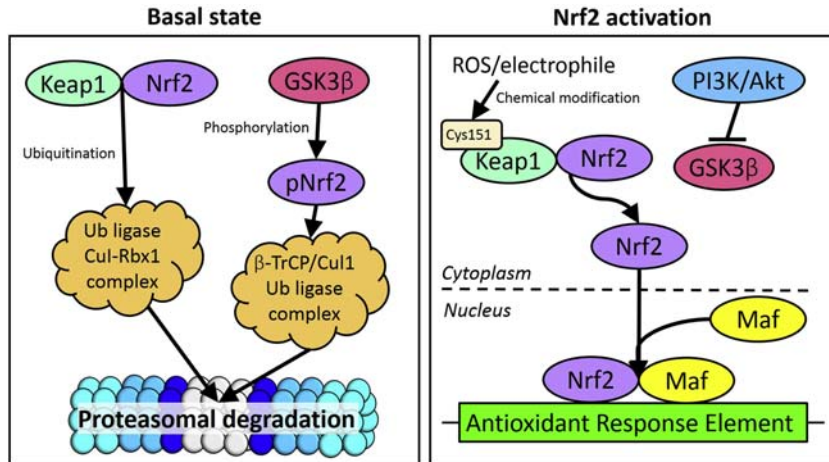 Basal state
Keap1
Nrf2
Ubiquitination
Ub ligase
Cul-Rbx1
complex
GSK3β
Phosphorylation
pNrf2
β-TrCP/Cul1
Ub ligase
complex
Proteasomal degradation
Nrf2 activation
ROS/electrophile
Chemical modification
Cys151
Keap1
Nrf2
PI3K/Akt
GSK3β
Nrf2
Cytoplasm
Nucleus
Maf
Nrf2
Maf
Antioxidant Response Element